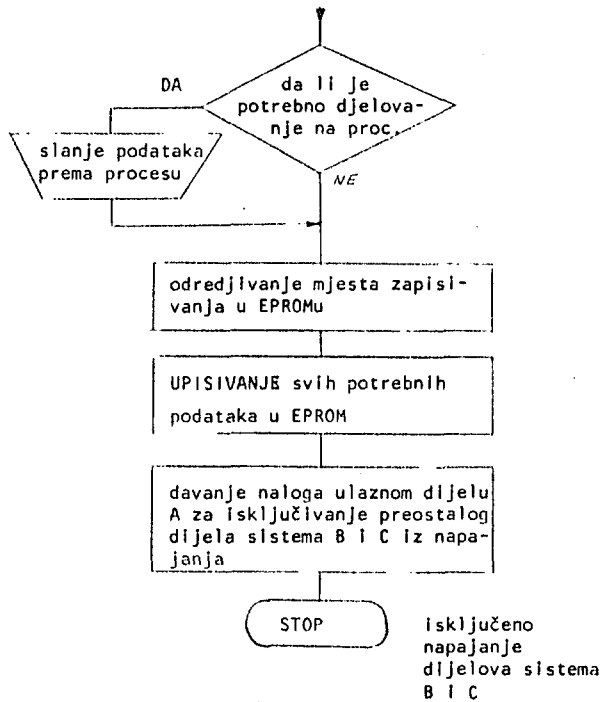 DA
da li je
potrebno djelova-
nje na proc.
slanje podataka
prema procesu
NE
odredjivanje mjesta zapisi-
vanja u EPROMu
UPISIVANJE svih potrebnih
podataka u EPROM
davanje naloga ulaznom dijelu
A za isključivanje preostalog
dijela sistema B i C iz napa-
janja
STOP
isključeno
napajanje
dijelova sistema
B i C